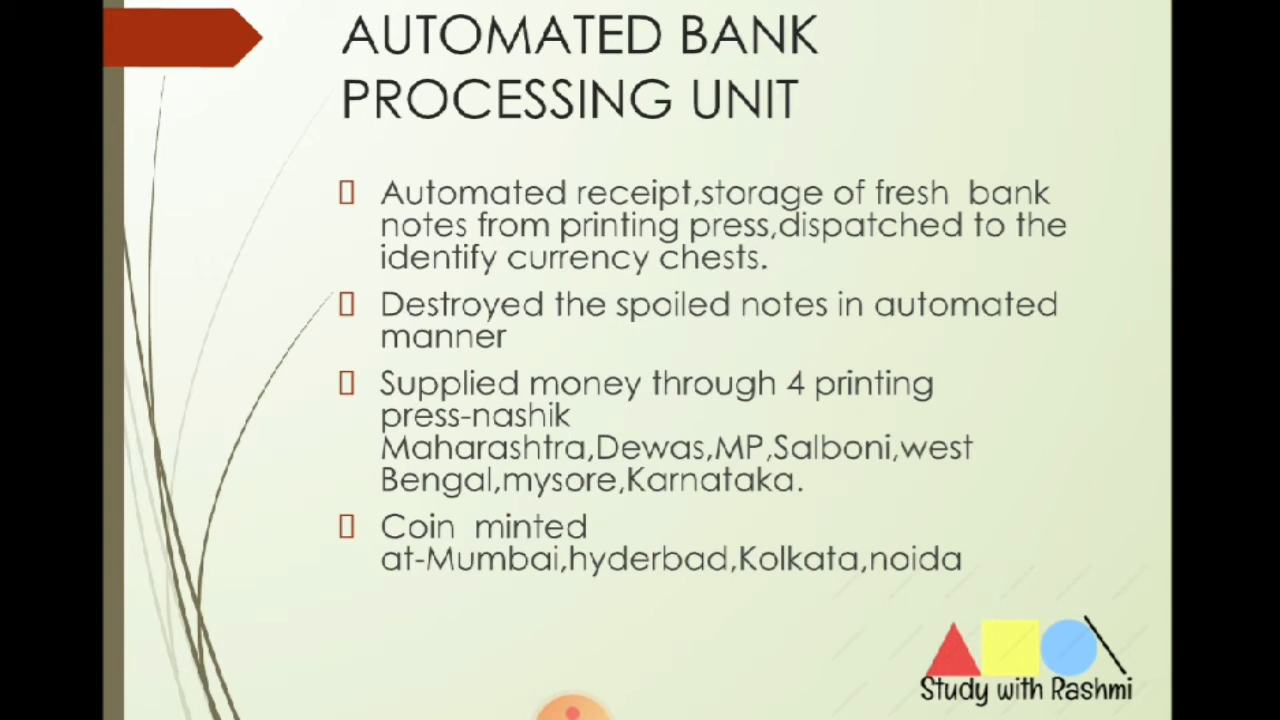 AUTOMATED BANK
PROCESSING UNIT
Automated receipt,storage of fresh bank
notes from printing press,dispatched to the
identify currency chests.
Destroyed the spoiled notes in automated
manner
Supplied money through 4 printing
press-nashik
Maharashtra,Dewas,MP,Salboni,west
Bengal,mysore,Karnataka.
Coin minted
at-Mumbai,hyderbad,Kolkata,noida
Study with Rashmi